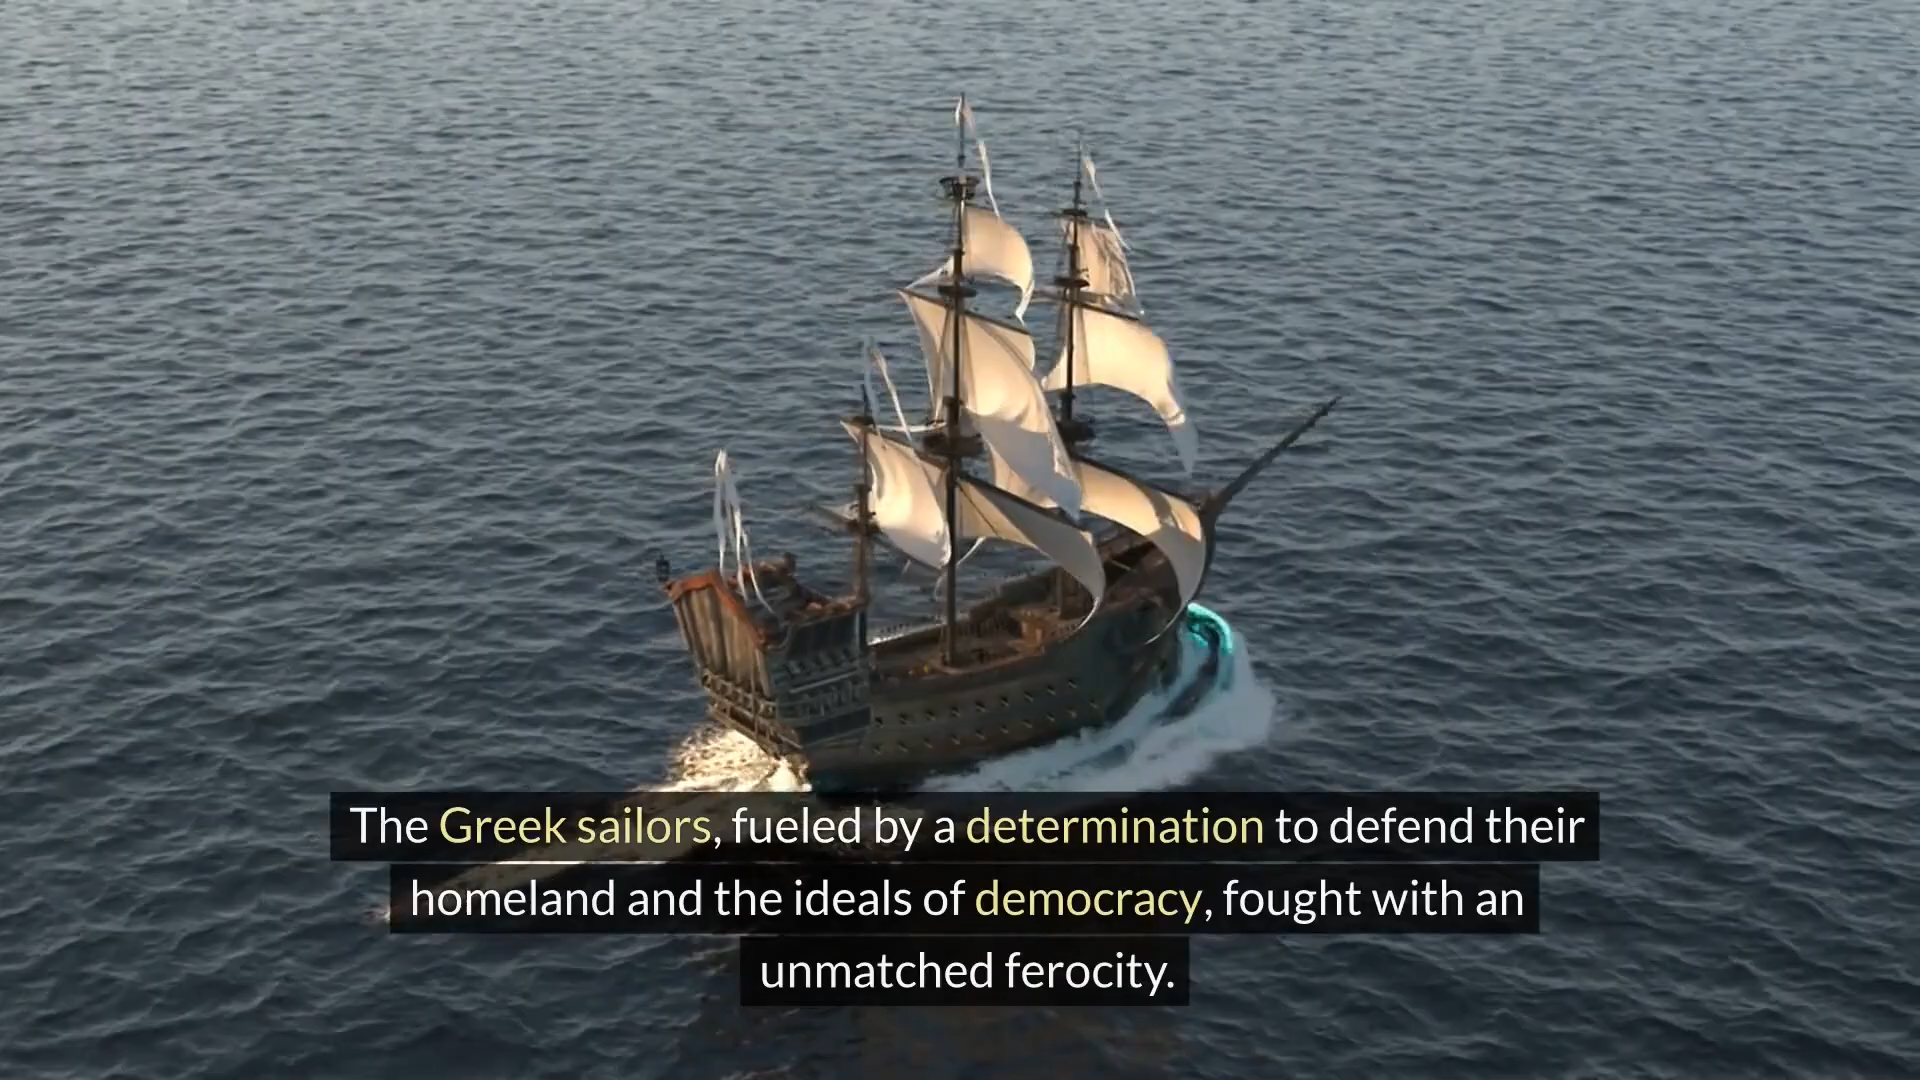 The Greek sailors, fueled by a determination to defend their
homeland and the ideals of democracy, fought with an
unmatched ferocity.